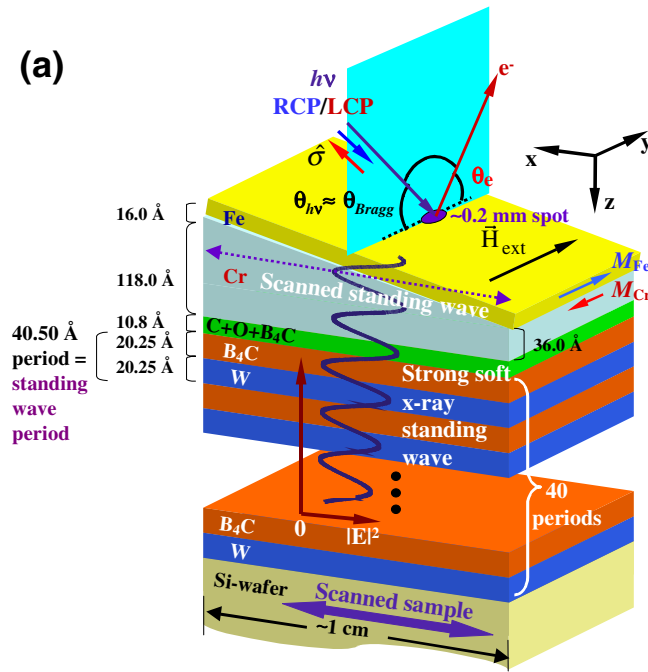 (a)
hν
RCP/LCP
e-
σ̂
θe
θhν≈ θBragg
~0.2 mm spot
x
y
z
16.0 Å
Fe
H⃗ext
MFe
MCr
118.0 Å
Cr
Scanned standing wave
10.8 Å
C+O+B4C
36.0 Å
40.50 Å
period =
standing
wave
period
20.25 Å
20.25 Å
B4C
W
Strong soft
x-ray
standing
wave
40
periods
0
|E|2
B4C
W
Si-wafer
Scanned sample
~1 cm